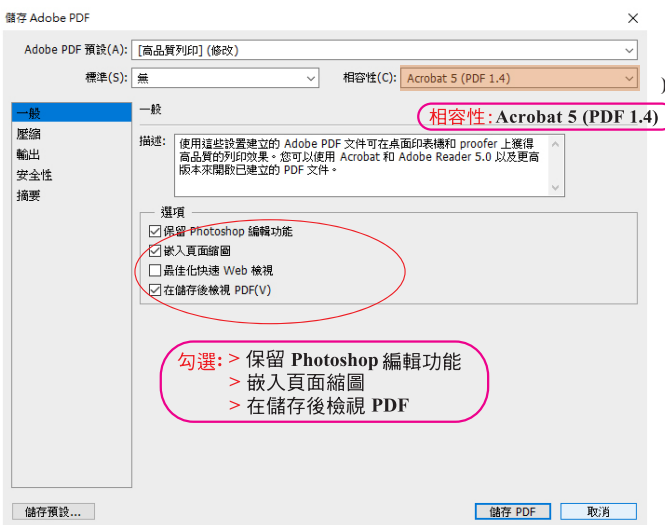 儲存 Adobe PDF
Adobe PDF 預設(A): [高品質列印] (修改)
標準(S): 無 相容性(C): Acrobat 5 (PDF 1.4)
)
相容性: Acrobat 5 (PDF 1.4)
一般
壓縮
輸出
安全性
摘要
一般
描述: 使用這些設置建立的 Adobe PDF 文件可在桌面印表機和 proofer 上獲得
高品質的列印效果。您可以使用 Acrobat 和 Adobe Reader 5.0 以及更高
版本來開啟已建立的 PDF 文件。
選項
保留 Photoshop 編輯功能
嵌入頁面縮圖
最佳化快速 Web 檢視
在儲存後檢視 PDF(V)
勾選: > 保留 Photoshop 編輯功能
> 嵌入頁面縮圖
> 在儲存後檢視 PDF
儲存預設... 儲存 PDF 取消